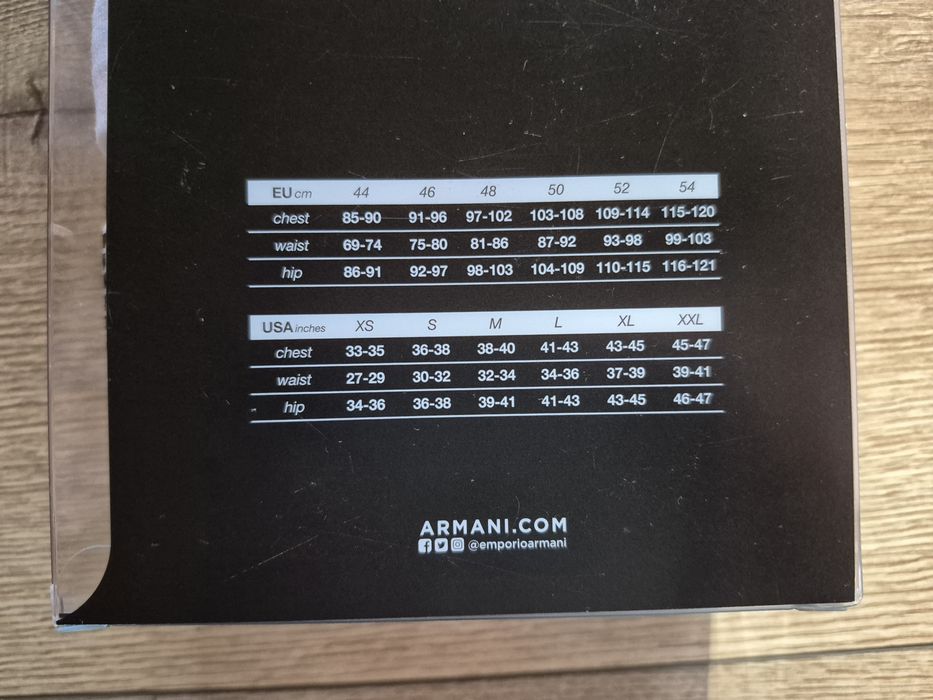 EU cm 44 46 48 50 52 54
chest 85-90 91-96 97-102 103-108 109-114 115-120
waist 69-74 75-80 81-86 87-92 93-98 99-103
hip 86-91 92-97 98-103 104-109 110-115 116-121
USA inches XS S M L XL XXL
chest 33-35 36-38 38-40 41-43 43-45 45-47
waist 27-29 30-32 32-34 34-36 37-39 39-41
hip 34-36 36-38 39-41 41-43 43-45 46-47
ARMANI.COM
@emporioarmani